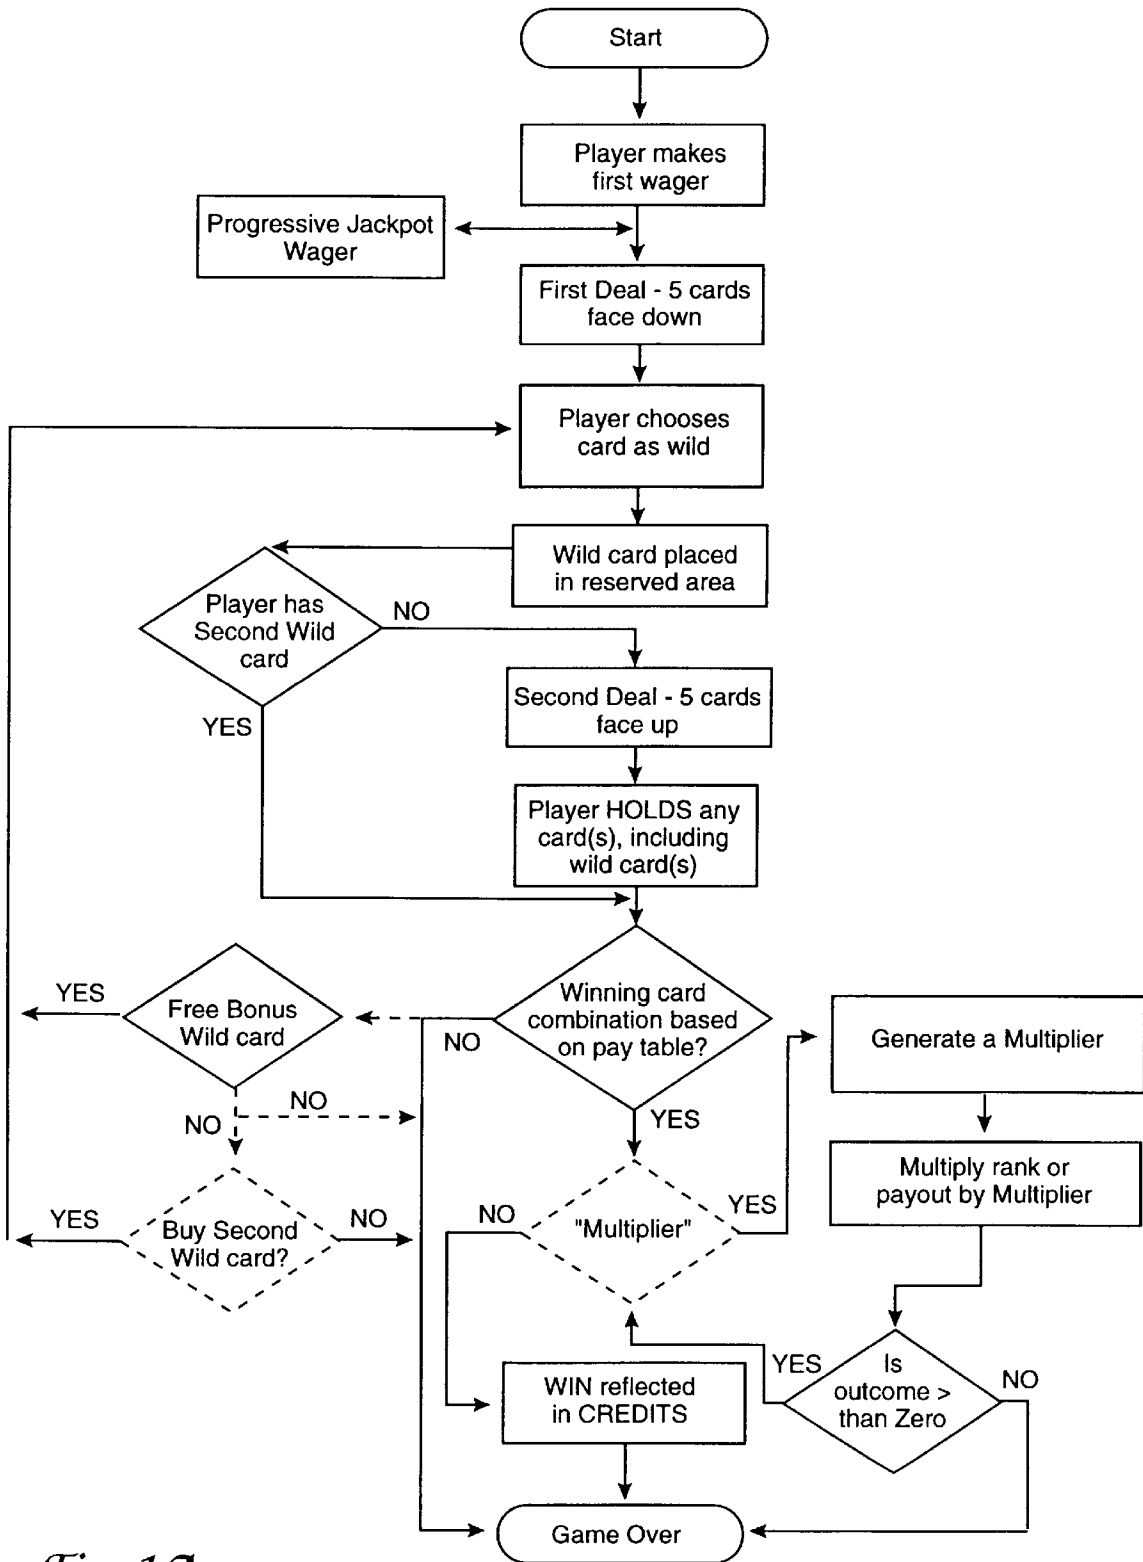 Start
Player makes
first wager
Progressive Jackpot
Wager
First Deal - 5 cards
face down
Player chooses
card as wild
Wild card placed
in reserved area
Player has
Second Wild
card
NO
YES
Second Deal - 5 cards
face up
Player HOLDS any
card(s), including
wild card(s)
YES
Free Bonus
Wild card
NO
Winning card
combination based
on pay table?
Generate a Multiplier
NO
NO
YES
Multiply rank or
payout by Multiplier
YES
Buy Second
Wild card?
NO
NO
"Multiplier"
YES
WIN reflected
in CREDITS
YES
Is
outcome >
than Zero
NO
Game Over